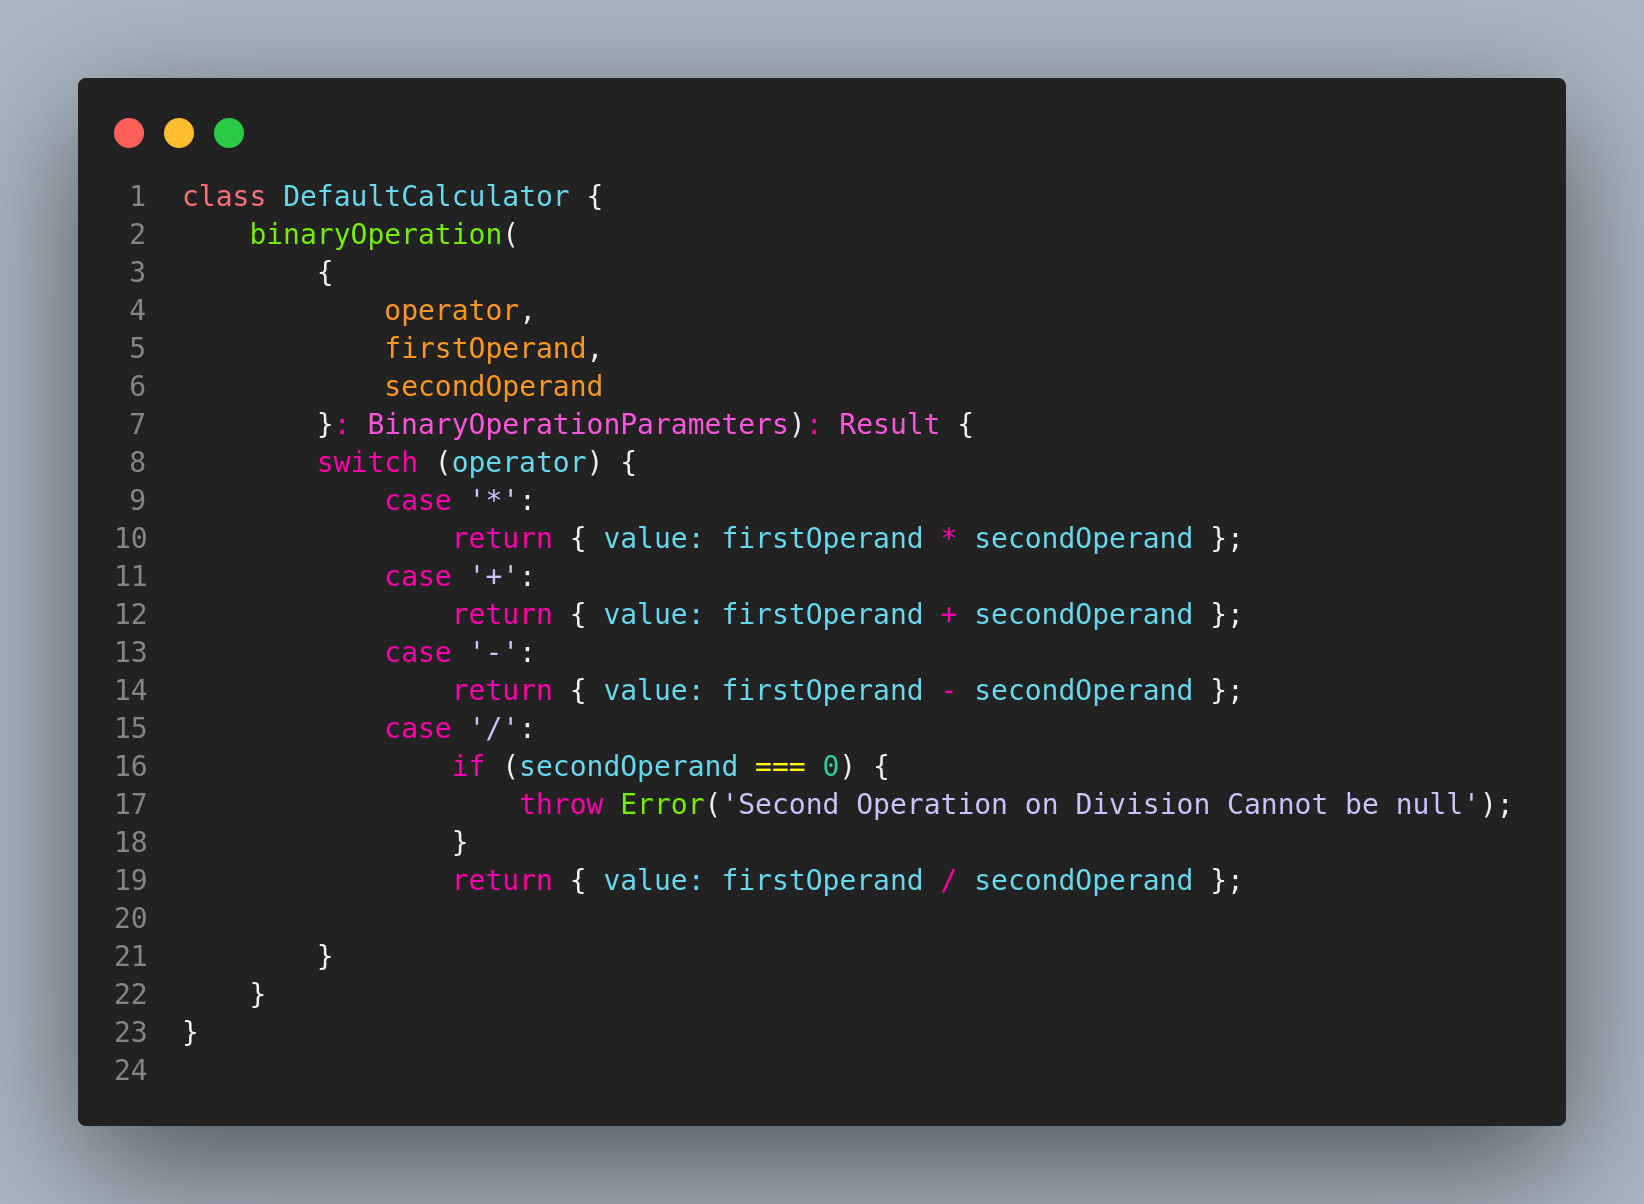 1 class DefaultCalculator {
2     binaryOperation(
3         {
4             operator,
5             firstOperand,
6             secondOperand
7         }: BinaryOperationParameters): Result {
8         switch (operator) {
9             case '*':
10                 return { value: firstOperand * secondOperand };
11             case '+':
12                 return { value: firstOperand + secondOperand };
13             case '-':
14                 return { value: firstOperand - secondOperand };
15             case '/':
16                 if (secondOperand === 0) {
17                     throw Error('Second Operation on Division Cannot be null');
18                 }
19                 return { value: firstOperand / secondOperand };
20
21         }
22     }
23 }
24